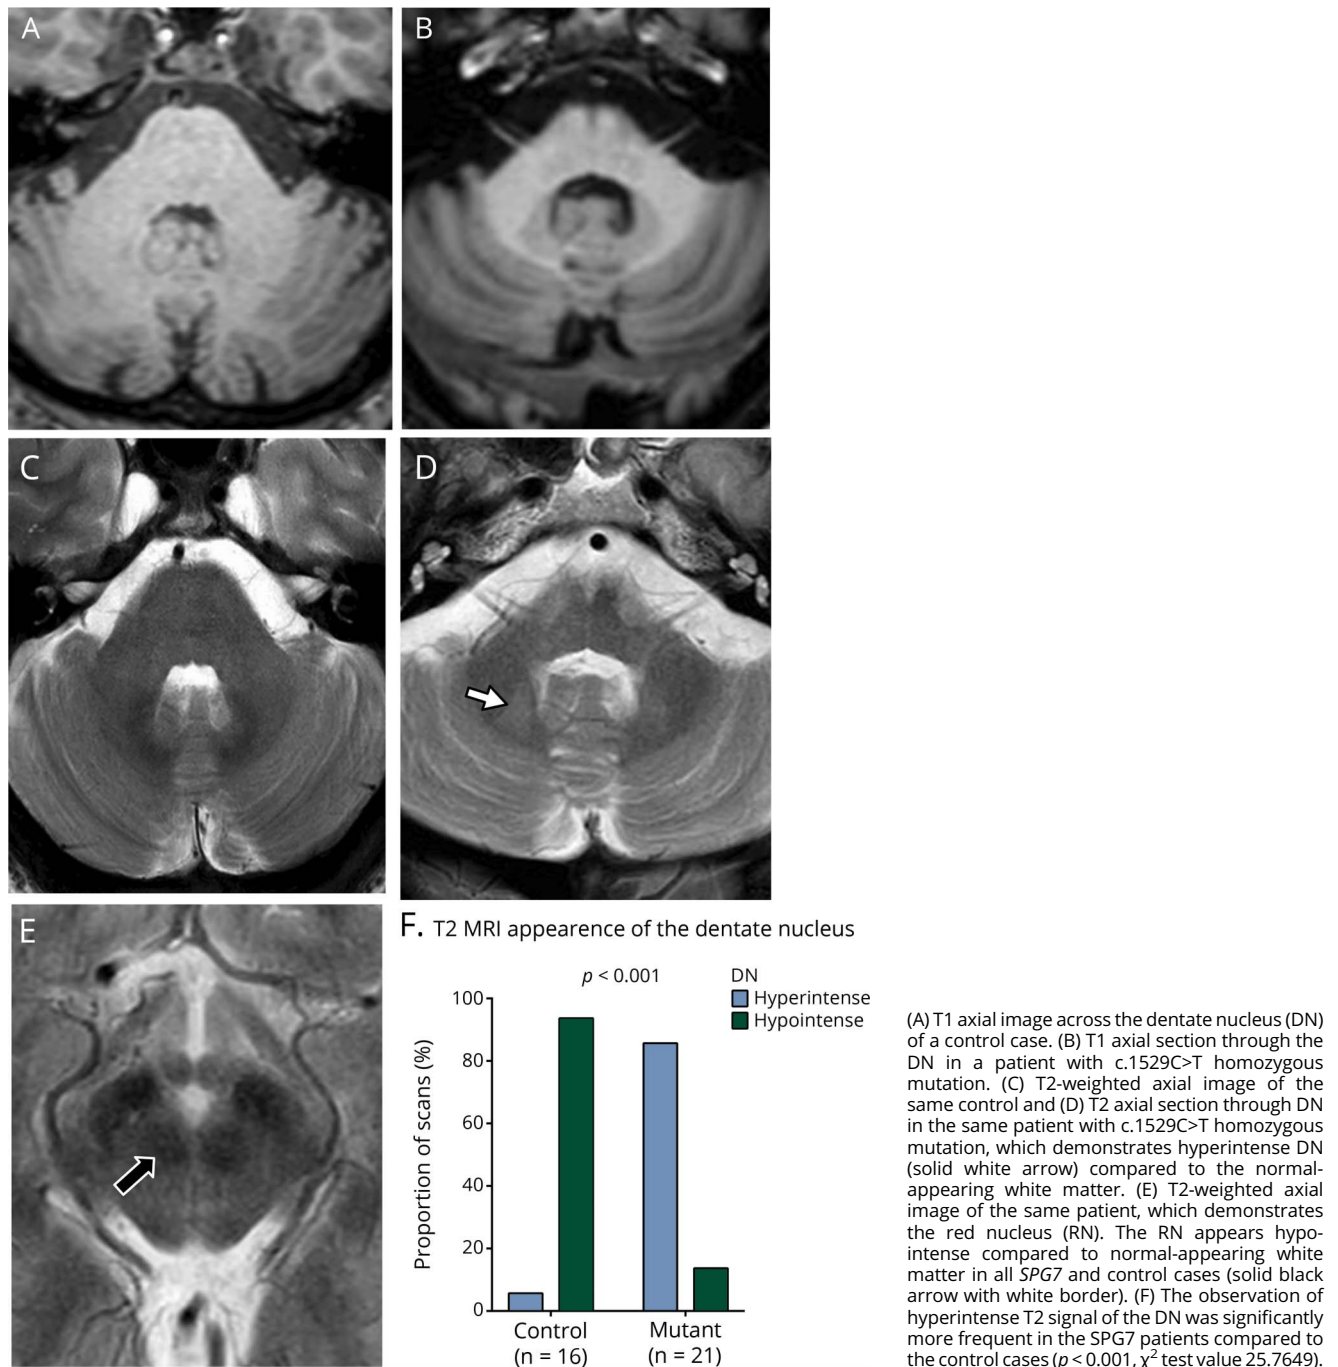 A
B
C
D
E
F. T2 MRI appearence of the dentate nucleus
p < 0.001
DN
Hyperintense
Hypointense
Proportion of scans (%)
100
80
60
40
20
0
Control
(n = 16)
Mutant
(n = 21)
(A) T1 axial image across the dentate nucleus (DN)
of a control case. (B) T1 axial section through the
DN in a patient with c.1529C>T homozygous
mutation. (C) T2-weighted axial image of the
same control and (D) T2 axial section through DN
in the same patient with c.1529C>T homozygous
mutation, which demonstrates hyperintense DN
(solid white arrow) compared to the normal-
appearing white matter. (E) T2-weighted axial
image of the same patient, which demonstrates
the red nucleus (RN). The RN appears hypo-
intense compared to normal-appearing white
matter in all SPG7 and control cases (solid black
arrow with white border). (F) The observation of
hyperintense T2 signal of the DN was significantly
more frequent in the SPG7 patients compared to
the control cases (p < 0.001, χ² test value 25.7649).